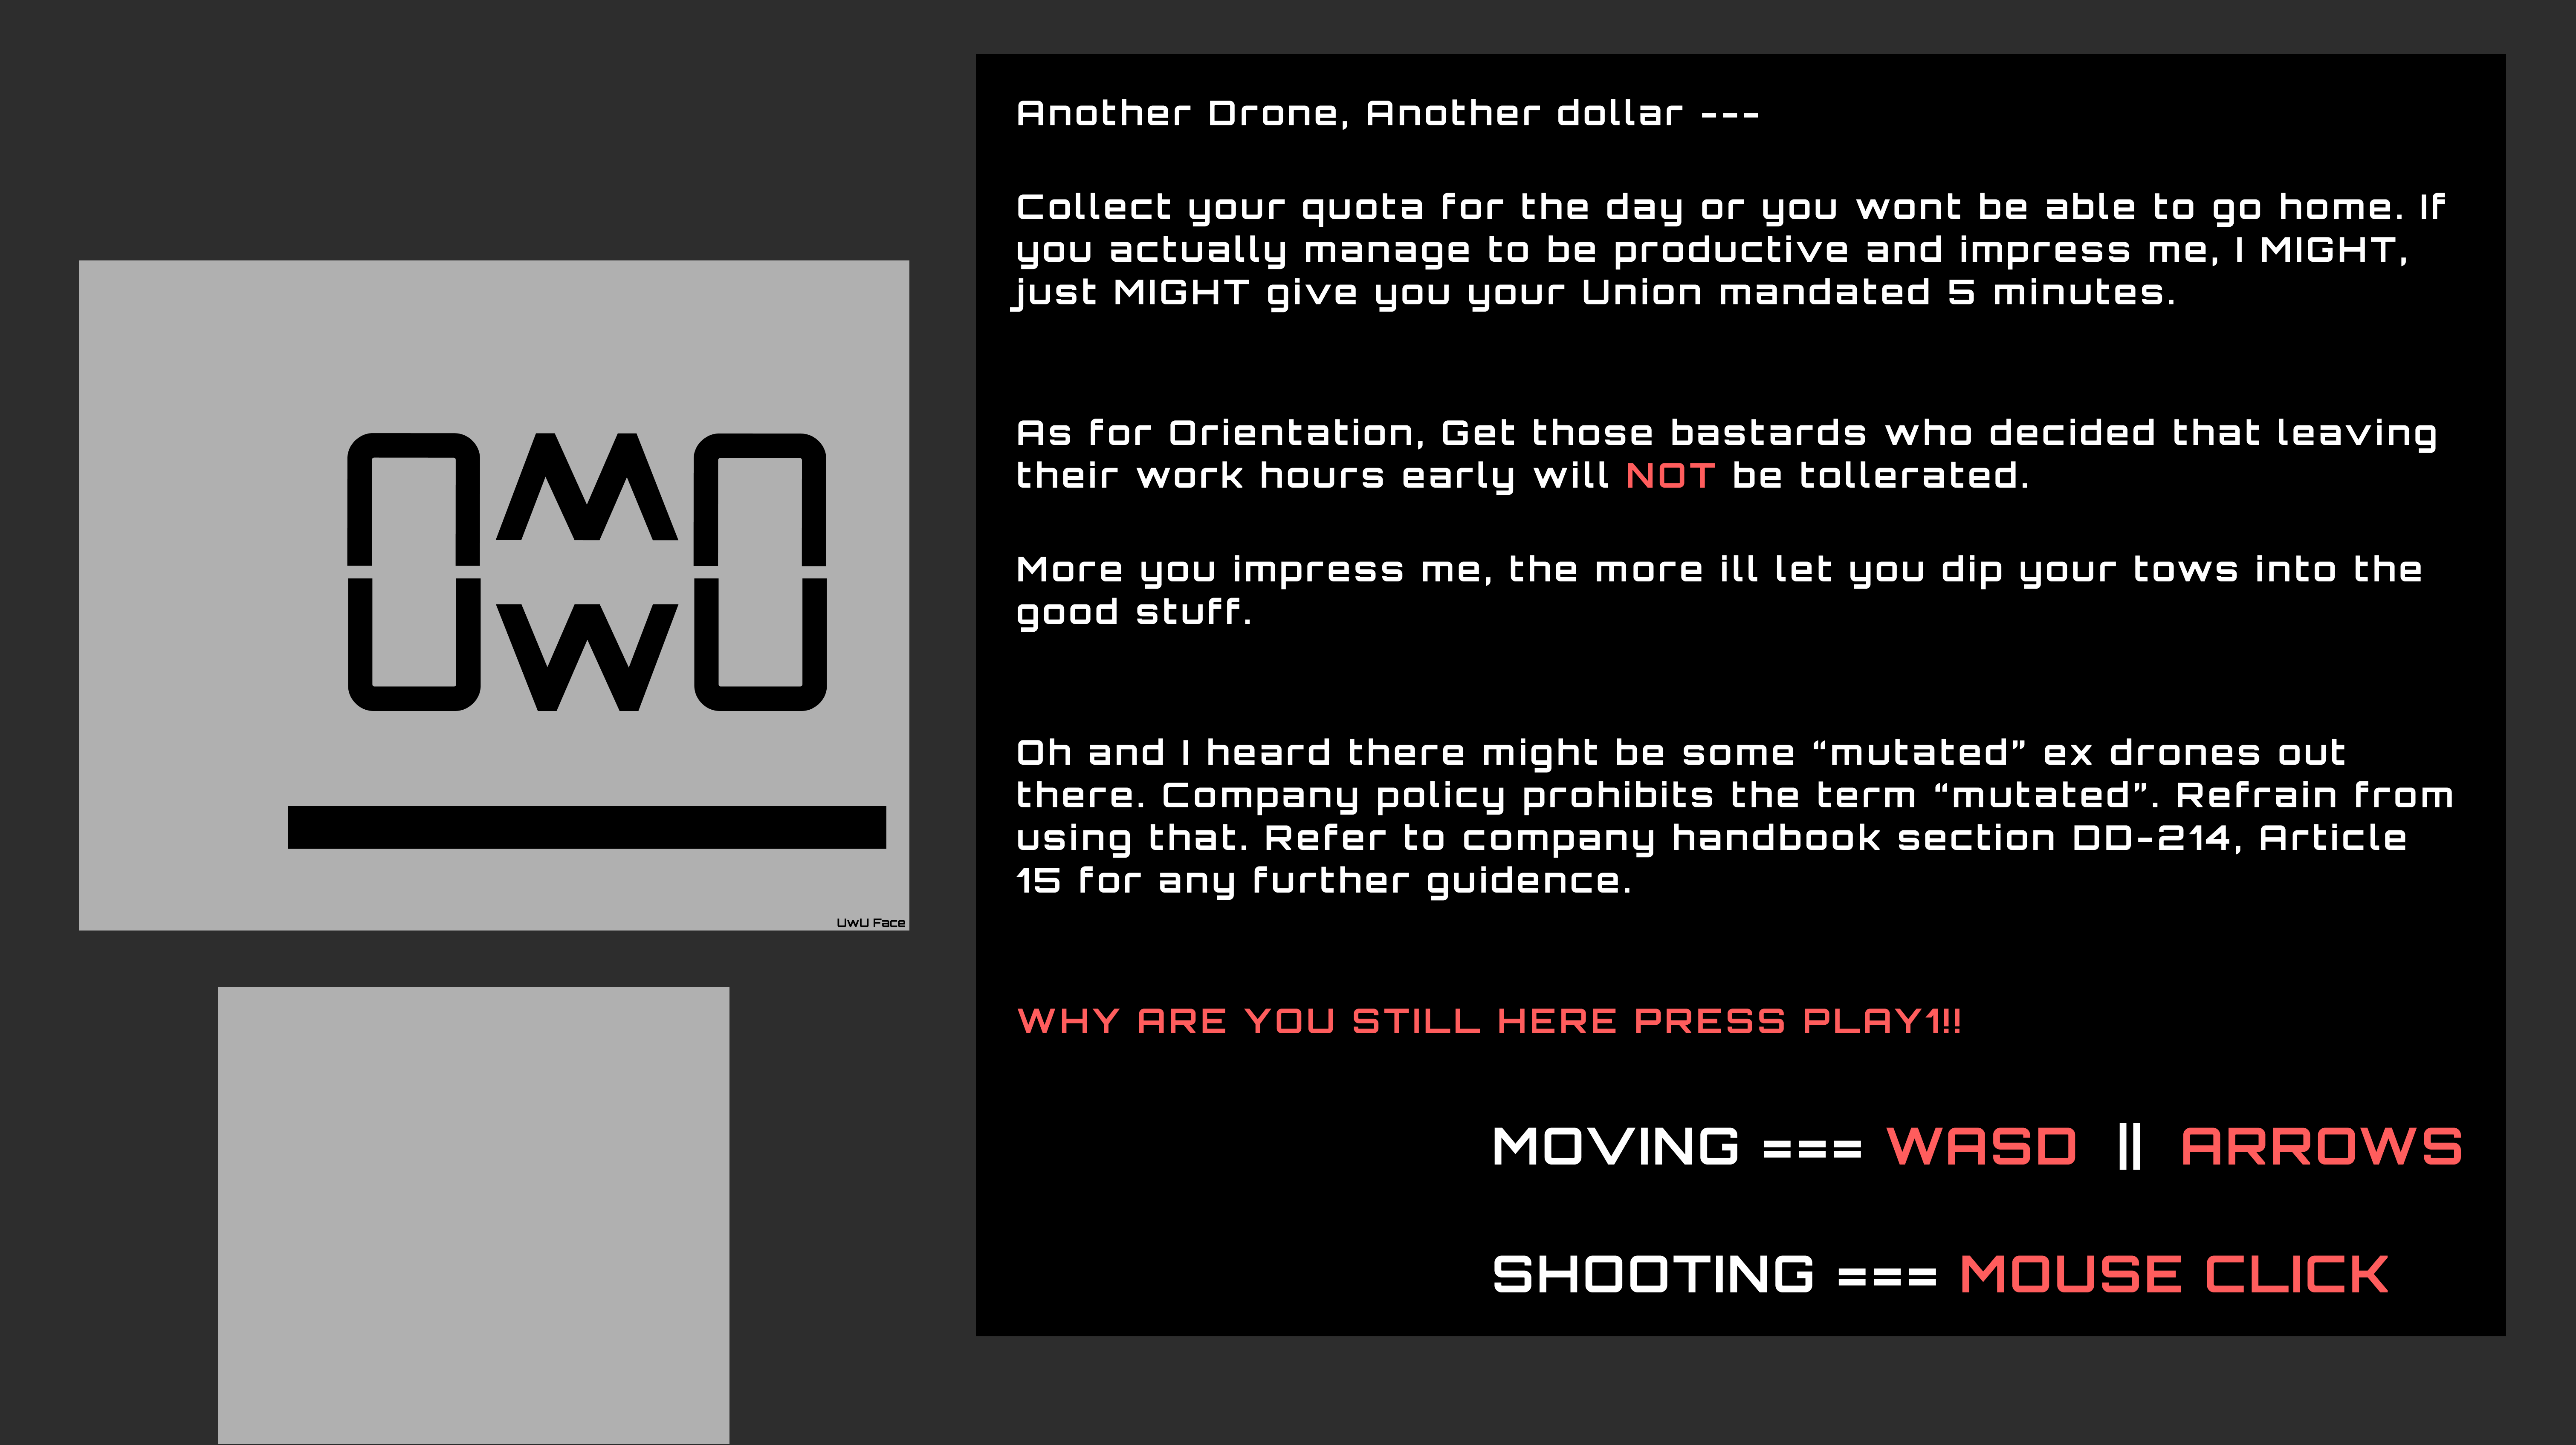 Another Drone, Another dollar ---
Collect your quota for the day or you wont be able to go home. If
you actually manage to be productive and impress me, I MIGHT,
just MIGHT give you your Union mandated 5 minutes.
As for Orientation, Get those bastards who decided that leaving
their work hours early will NOT be tollerated.
More you impress me, the more ill let you dip your tows into the
good stuff.
Oh and I heard there might be some “mutated” ex drones out
there. Company policy prohibits the term “mutated”. Refrain from
using that. Refer to company handbook section DD-214, Article
15 for any further guidence.
WHY ARE YOU STILL HERE PRESS PLAY1!!
MOVING === WASD || ARROWS
SHOOTING === MOUSE CLICK
UwU
UwU Face